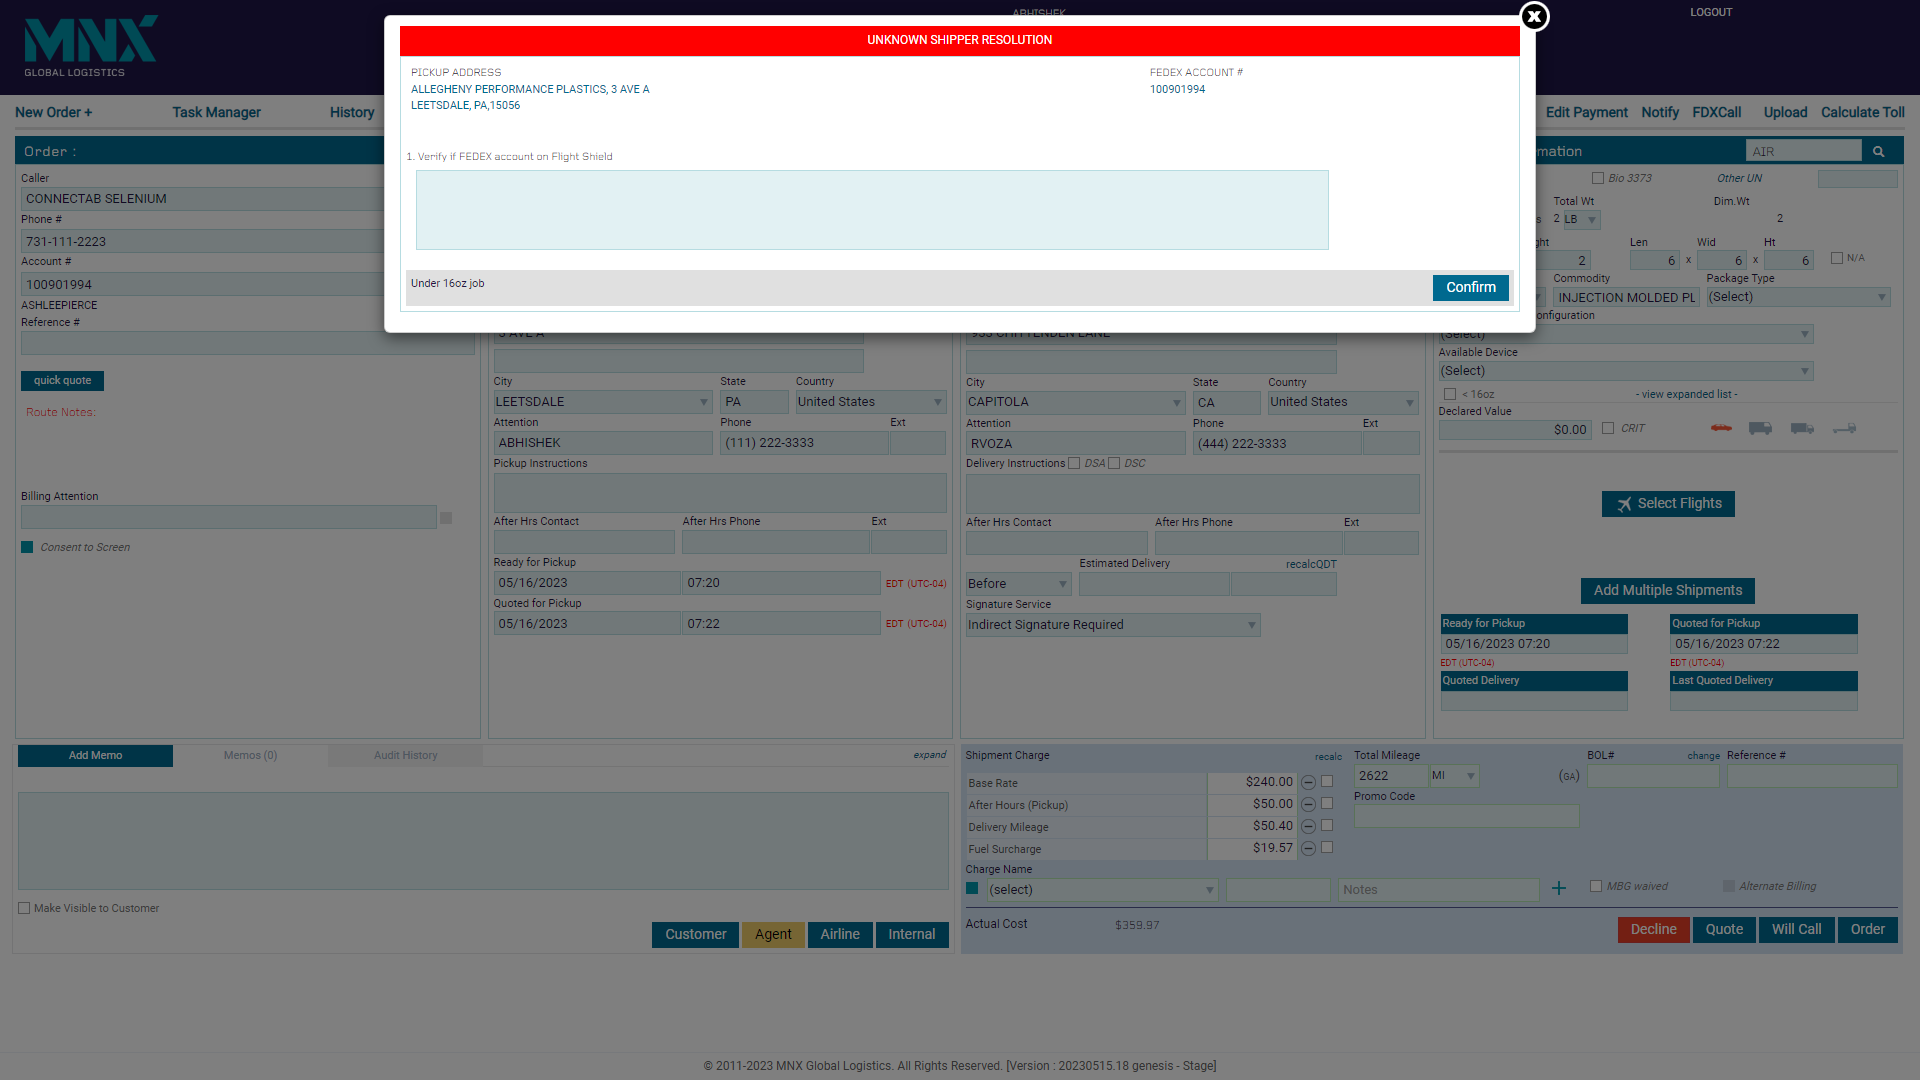 MNX
GLOBAL LOGISTICS
ABHISHEK
LOGOUT
UNKNOWN SHIPPER RESOLUTION
PICKUP ADDRESS
ALLEGHENY PERFORMANCE PLASTICS, 3 AVE A
LEETSDALE, PA,15056
FEDEX ACCOUNT #
100901994
1. Verify if FEDEX account on Flight Shield
Under 16oz job
Confirm
New Order +
Task Manager
History
Edit Payment
Notify
FDXCall
Upload
Calculate Toll
Order :
Caller
CONNECTAB SELENIUM
Phone #
731-111-2223
Account #
100901994
ASHLEEPIERCE
Reference #
quick quote
Route Notes:
Billing Attention
Consent to Screen
3 AVE A
City
State
Country
LEETSDALE
PA
United States
Attention
Phone
Ext
ABHISHEK
(111) 222-3333
Pickup Instructions
After Hrs Contact
After Hrs Phone
Ext
Ready for Pickup
05/16/2023
07:20
EDT (UTC-04)
Quoted for Pickup
05/16/2023
07:22
EDT (UTC-04)
933 CHITTENDEN LANE
City
State
Country
CAPITOLA
CA
United States
Attention
Phone
Ext
RVOZA
(444) 222-3333
Delivery Instructions
DSA
DSC
After Hrs Contact
After Hrs Phone
Ext
Estimated Delivery
recalcQDT
Before
Signature Service
Indirect Signature Required
mation
AIR
Bio 3373
Other UN
Total Wt
Dim.Wt
s
2
LB
2
ght
Len
Wid
Ht
2
6
x
6
x
6
N/A
Commodity
Package Type
INJECTION MOLDED PL
(Select)
onfiguration
(Select)
Available Device
(Select)
< 16oz
- view expanded list -
Declared Value
$0.00
CRIT
Select Flights
Add Multiple Shipments
Ready for Pickup
Quoted for Pickup
05/16/2023 07:20
05/16/2023 07:22
EDT (UTC-04)
EDT (UTC-04)
Quoted Delivery
Last Quoted Delivery
Add Memo
Memos (0)
Audit History
expand
Make Visible to Customer
Customer
Agent
Airline
Internal
Shipment Charge
recalc
Base Rate
$240.00
After Hours (Pickup)
$50.00
Delivery Mileage
$50.40
Fuel Surcharge
$19.57
Charge Name
(select)
Notes
Total Mileage
BOL#
change
Reference #
2622
MI
(GA)
Promo Code
MBG waived
Alternate Billing
Actual Cost
$359.97
Decline
Quote
Will Call
Order
© 2011-2023 MNX Global Logistics. All Rights Reserved. [Version : 20230515.18 genesis - Stage]